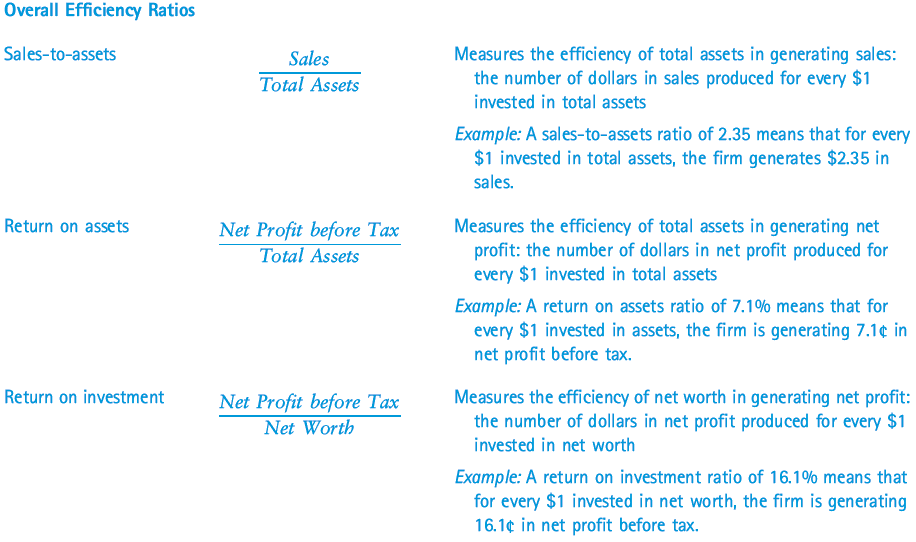 Overall Efficiency Ratios
Sales-to-assets
Sales
Total Assets
Measures the efficiency of total assets in generating sales:
the number of dollars in sales produced for every $1
invested in total assets
Example: A sales-to-assets ratio of 2.35 means that for every
$1 invested in total assets, the firm generates $2.35 in
sales.
Return on assets
Net Profit before Tax
Total Assets
Measures the efficiency of total assets in generating net
profit: the number of dollars in net profit produced for
every $1 invested in total assets
Example: A return on assets ratio of 7.1% means that for
every $1 invested in assets, the firm is generating 7.1¢ in
net profit before tax.
Return on investment
Net Profit before Tax
Net Worth
Measures the efficiency of net worth in generating net profit:
the number of dollars in net profit produced for every $1
invested in net worth
Example: A return on investment ratio of 16.1% means that
for every $1 invested in net worth, the firm is generating
16.1¢ in net profit before tax.